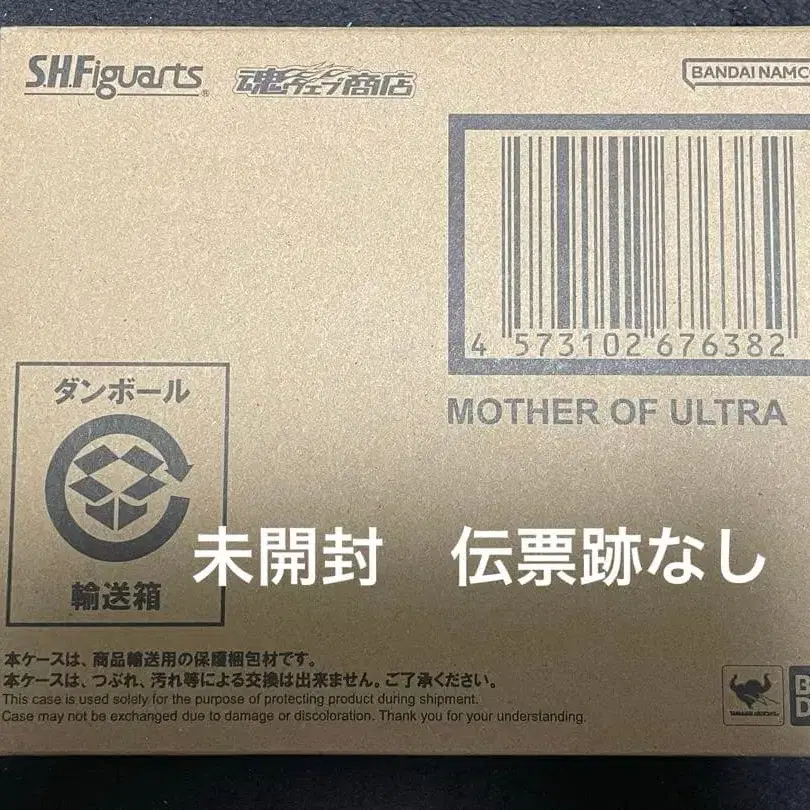 S.H.Figuarts
魂ウェブ商店
BANDAI NAMCO
4 573102 676382
MOTHER OF ULTRA
ダンボール
輸送箱
未開封　伝票跡なし
本ケースは、商品輸送用の保護梱包材です。
本ケースは、つぶれ、汚れ等による交換は出来ません。ご了承ください。
This case is used solely for the purpose of protecting product during shipment.
Case may not be exchanged due to damage or discoloration. Thank you for your understanding.